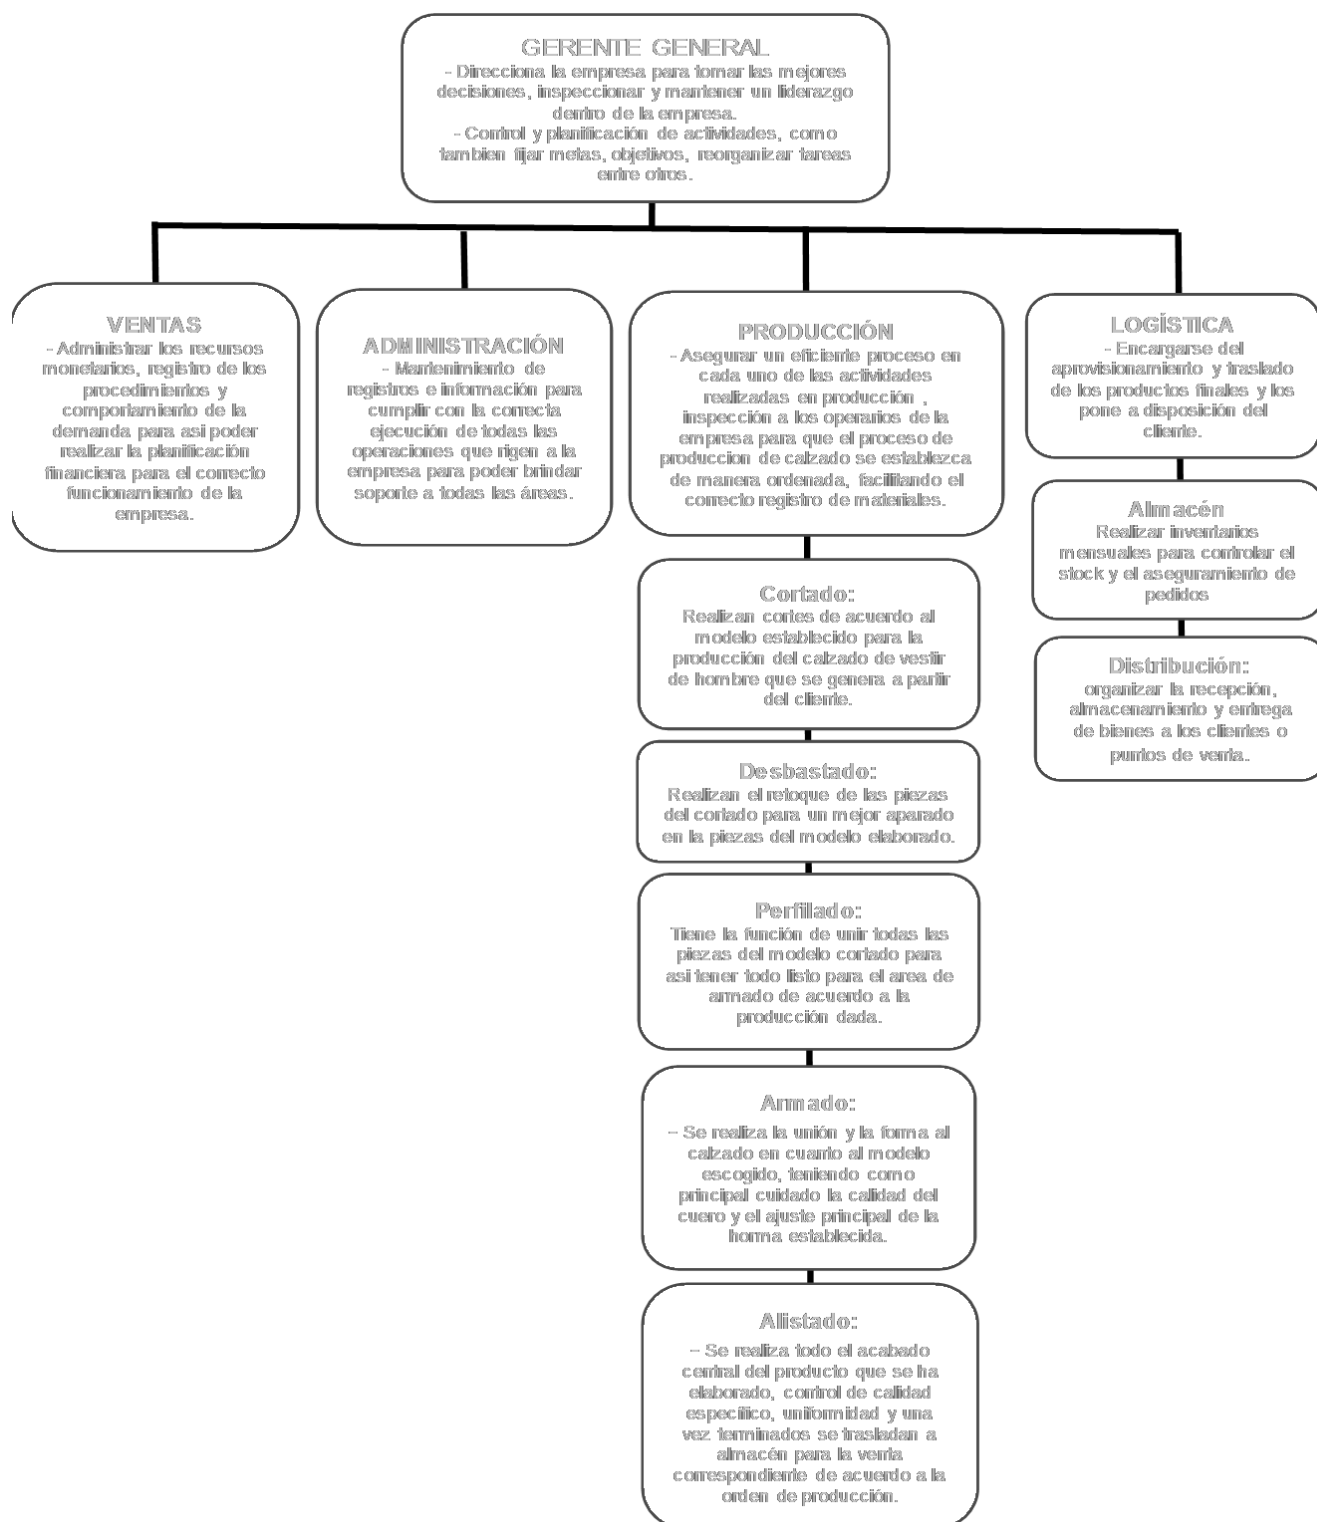 GERENTE GENERAL
- Direcciona la empresa para tomar las mejores
decisiones, inspeccionar y mantener un liderazgo
dentro de la empresa.
- Control y planificación de actividades, como
tambien fijar metas, objetivos, reorganizar tareas
entre otros.
VENTAS
- Administrar los recursos
monetarios, registro de los
procedimientos y
comportamiento de la
demanda para asi poder
realizar la planificación
financiera para el correcto
funcionamiento de la
empresa.
ADMINISTRACIÓN
- Mantenimiento de
registros e información para
cumplir con la correcta
ejecución de todas las
operaciones que rigen a la
empresa para poder brindar
soporte a todas las áreas.
PRODUCCIÓN
- Asegurar un eficiente proceso en
cada uno de las actividades
realizadas en producción ,
inspección a los operarios de la
empresa para que el proceso de
produccion de calzado se establezca
de manera ordenada, facilitando el
correcto registro de materiales.
LOGÍSTICA
- Encargarse del
aprovisionamiento y traslado
de los productos finales y los
pone a disposición del
cliente.
Almacén
Realizar inventarios
mensuales para controlar el
stock y el aseguramiento de
pedidos
Distribución:
organizar la recepción,
almacenamiento y entrega
de bienes a los clientes o
puntos de venta.
Cortado:
Realizan cortes de acuerdo al
modelo establecido para la
producción del calzado de vestir
de hombre que se genera a partir
del cliente.
Desbastado:
Realizan el retoque de las piezas
del cortado para un mejor aparado
en la piezas del modelo elaborado.
Perfilado:
Tiene la función de unir todas las
piezas del modelo cortado para
asi tener todo listo para el area de
armado de acuerdo a la
producción dada.
Armado:
– Se realiza la unión y la forma al
calzado en cuanto al modelo
escogido, teniendo como
principal cuidado la calidad del
cuero y el ajuste principal de la
horma establecida.
Alistado:
– Se realiza todo el acabado
central del producto que se ha
elaborado, control de calidad
específico, uniformidad y una
vez terminados se trasladan a
almacén para la venta
correspondiente de acuerdo a la
orden de producción.